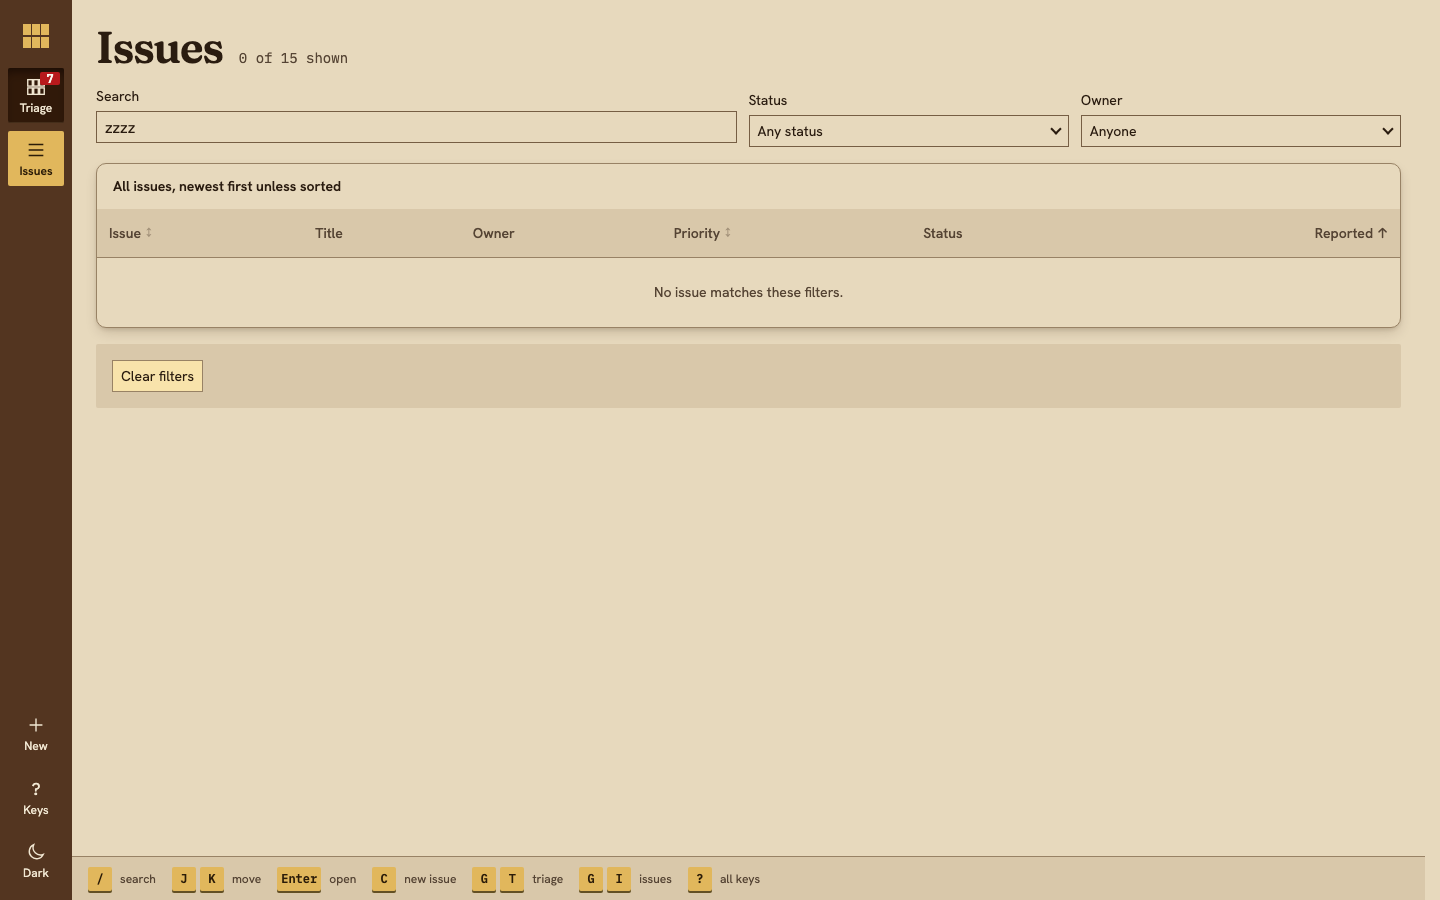 7
Triage
Issues
New
?
Keys
Dark
Issues 0 of 15 shown
Search
zzzz
Status
Any status
Owner
Anyone
All issues, newest first unless sorted
Issue ↕ Title Owner Priority ↕ Status Reported ↑
No issue matches these filters.
Clear filters
/ search J K move Enter open C new issue G T triage G I issues ? all keys